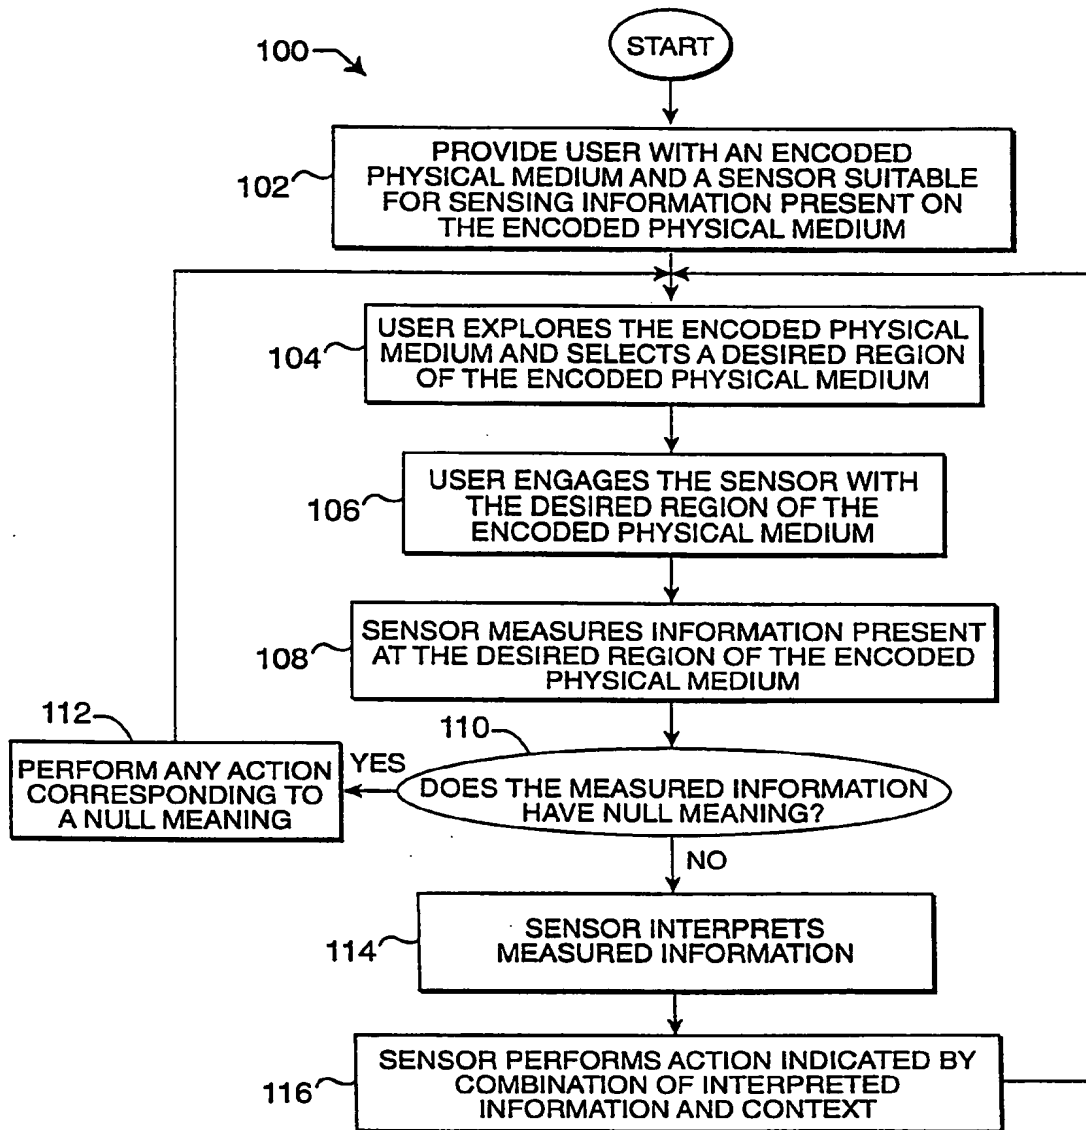 START
100
PROVIDE USER WITH AN ENCODED
PHYSICAL MEDIUM AND A SENSOR SUITABLE
FOR SENSING INFORMATION PRESENT ON
THE ENCODED PHYSICAL MEDIUM
102
USER EXPLORES THE ENCODED PHYSICAL
MEDIUM AND SELECTS A DESIRED REGION
OF THE ENCODED PHYSICAL MEDIUM
104
USER ENGAGES THE SENSOR WITH
THE DESIRED REGION OF THE
ENCODED PHYSICAL MEDIUM
106
SENSOR MEASURES INFORMATION PRESENT
AT THE DESIRED REGION OF THE ENCODED
PHYSICAL MEDIUM
108
110
DOES THE MEASURED INFORMATION
HAVE NULL MEANING?
YES
112
PERFORM ANY ACTION
CORRESPONDING TO
A NULL MEANING
NO
SENSOR INTERPRETS
MEASURED INFORMATION
114
SENSOR PERFORMS ACTION INDICATED BY
COMBINATION OF INTERPRETED
INFORMATION AND CONTEXT
116